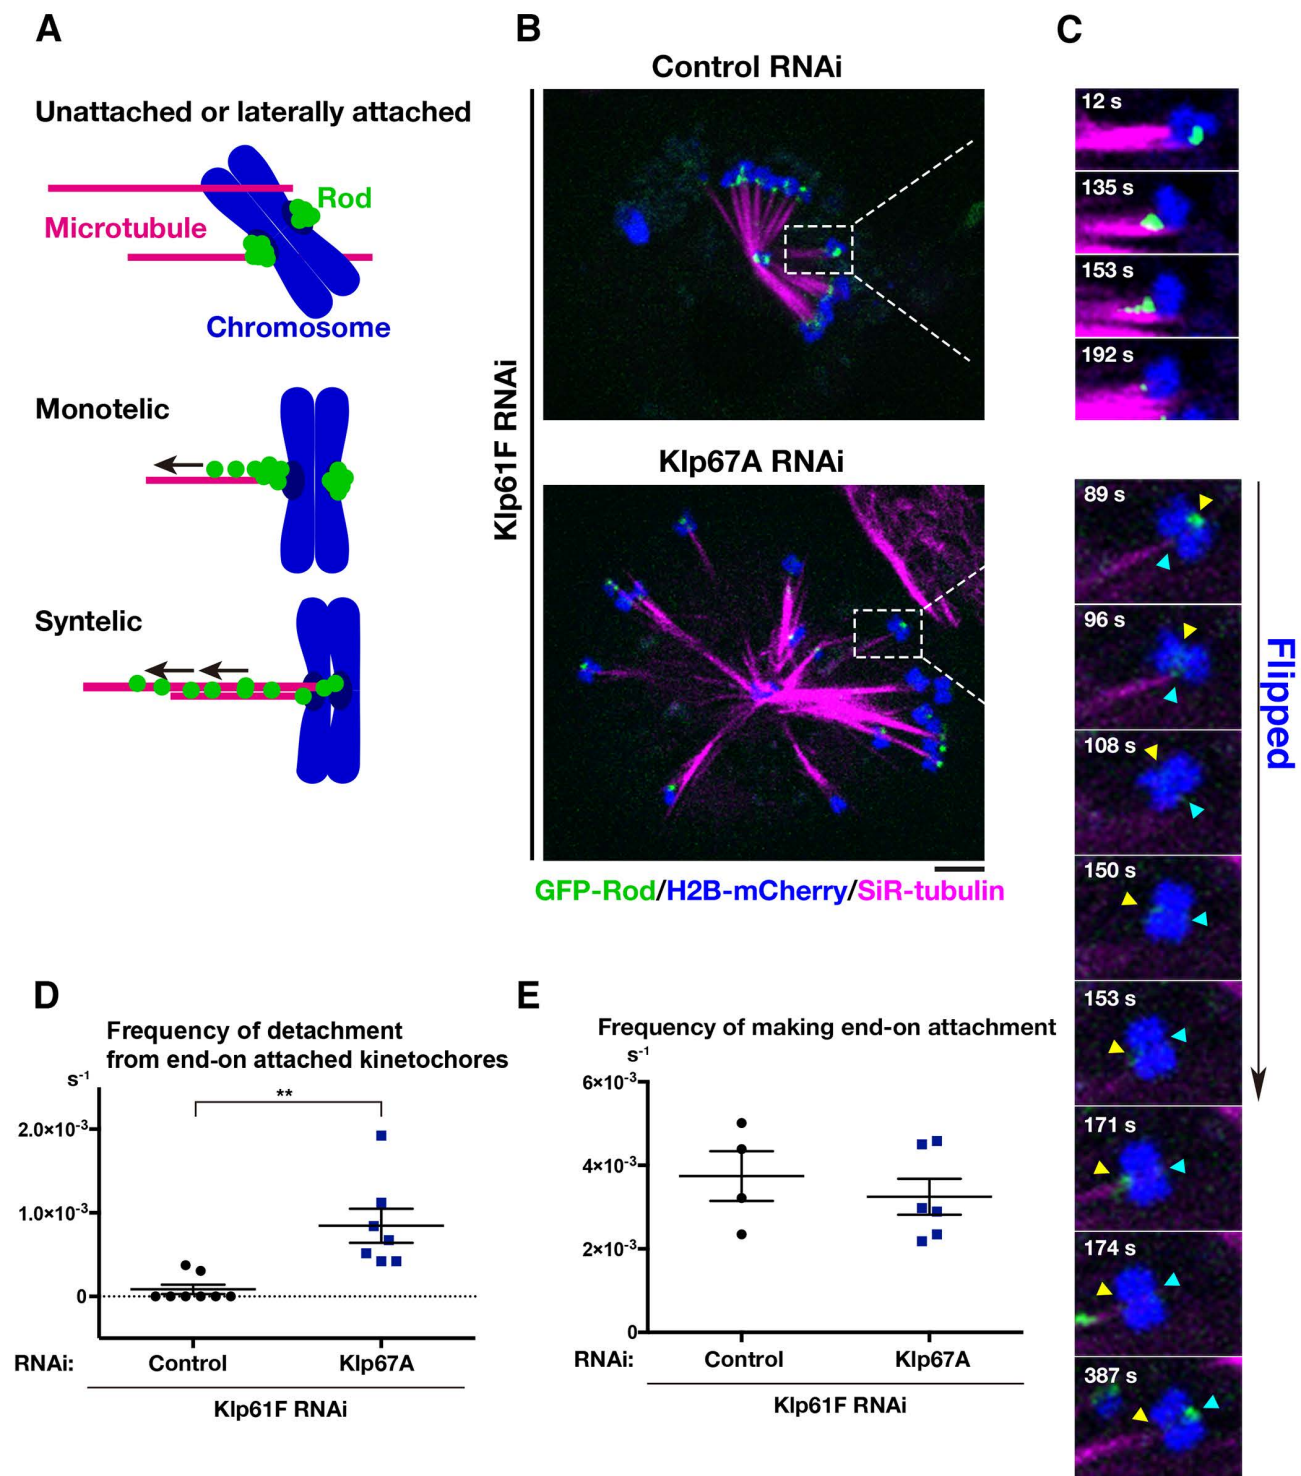 A
Unattached or laterally attached
Rod
Microtubule
Chromosome
Monotelic
Syntelic
B
Control RNAi
Klp61F RNAi
Klp67A RNAi
GFP-Rod/H2B-mCherry/SiR-tubulin
C
12 s
135 s
153 s
192 s
89 s
96 s
108 s
150 s
153 s
171 s
174 s
387 s
Flipped
D
Frequency of detachment
from end-on attached kinetochores
s⁻¹
**
2.0×10⁻³
1.0×10⁻³
0
RNAi: Control Klp67A
Klp61F RNAi
E
Frequency of making end-on attachment
s⁻¹
6×10⁻³
4×10⁻³
2×10⁻³
0
RNAi: Control Klp67A
Klp61F RNAi